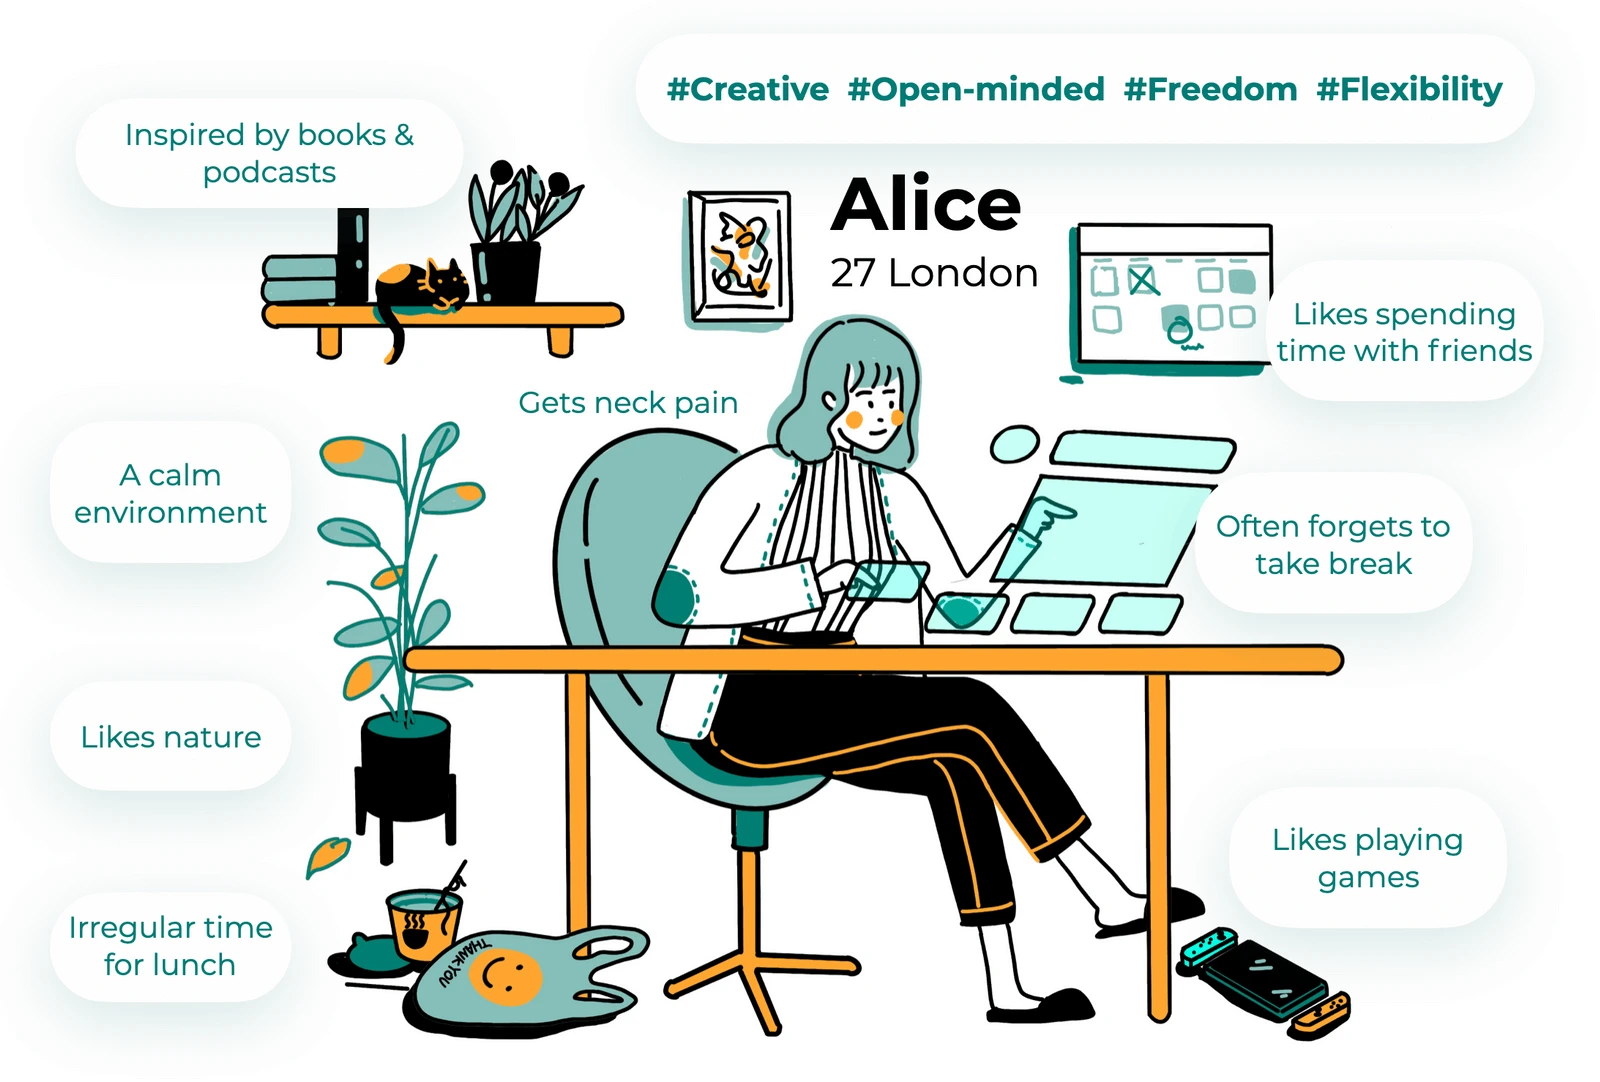 #Creative #Open-minded #Freedom #Flexibility
Inspired by books &
podcasts
Alice
27 London
Likes spending
time with friends
Gets neck pain
A calm
environment
Often forgets to
take break
Likes nature
Likes playing
games
Irregular time
for lunch
THANK YOU